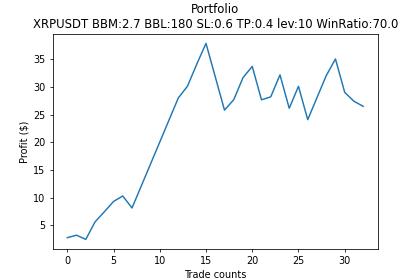 Portfolio
XRPUSDT BBM:2.7 BBL:180 SL:0.6 TP:0.4 lev:10 WinRatio:70.0
35
30
25
20
15
10
5
Profit ($)
0 5 10 15 20 25 30
Trade counts